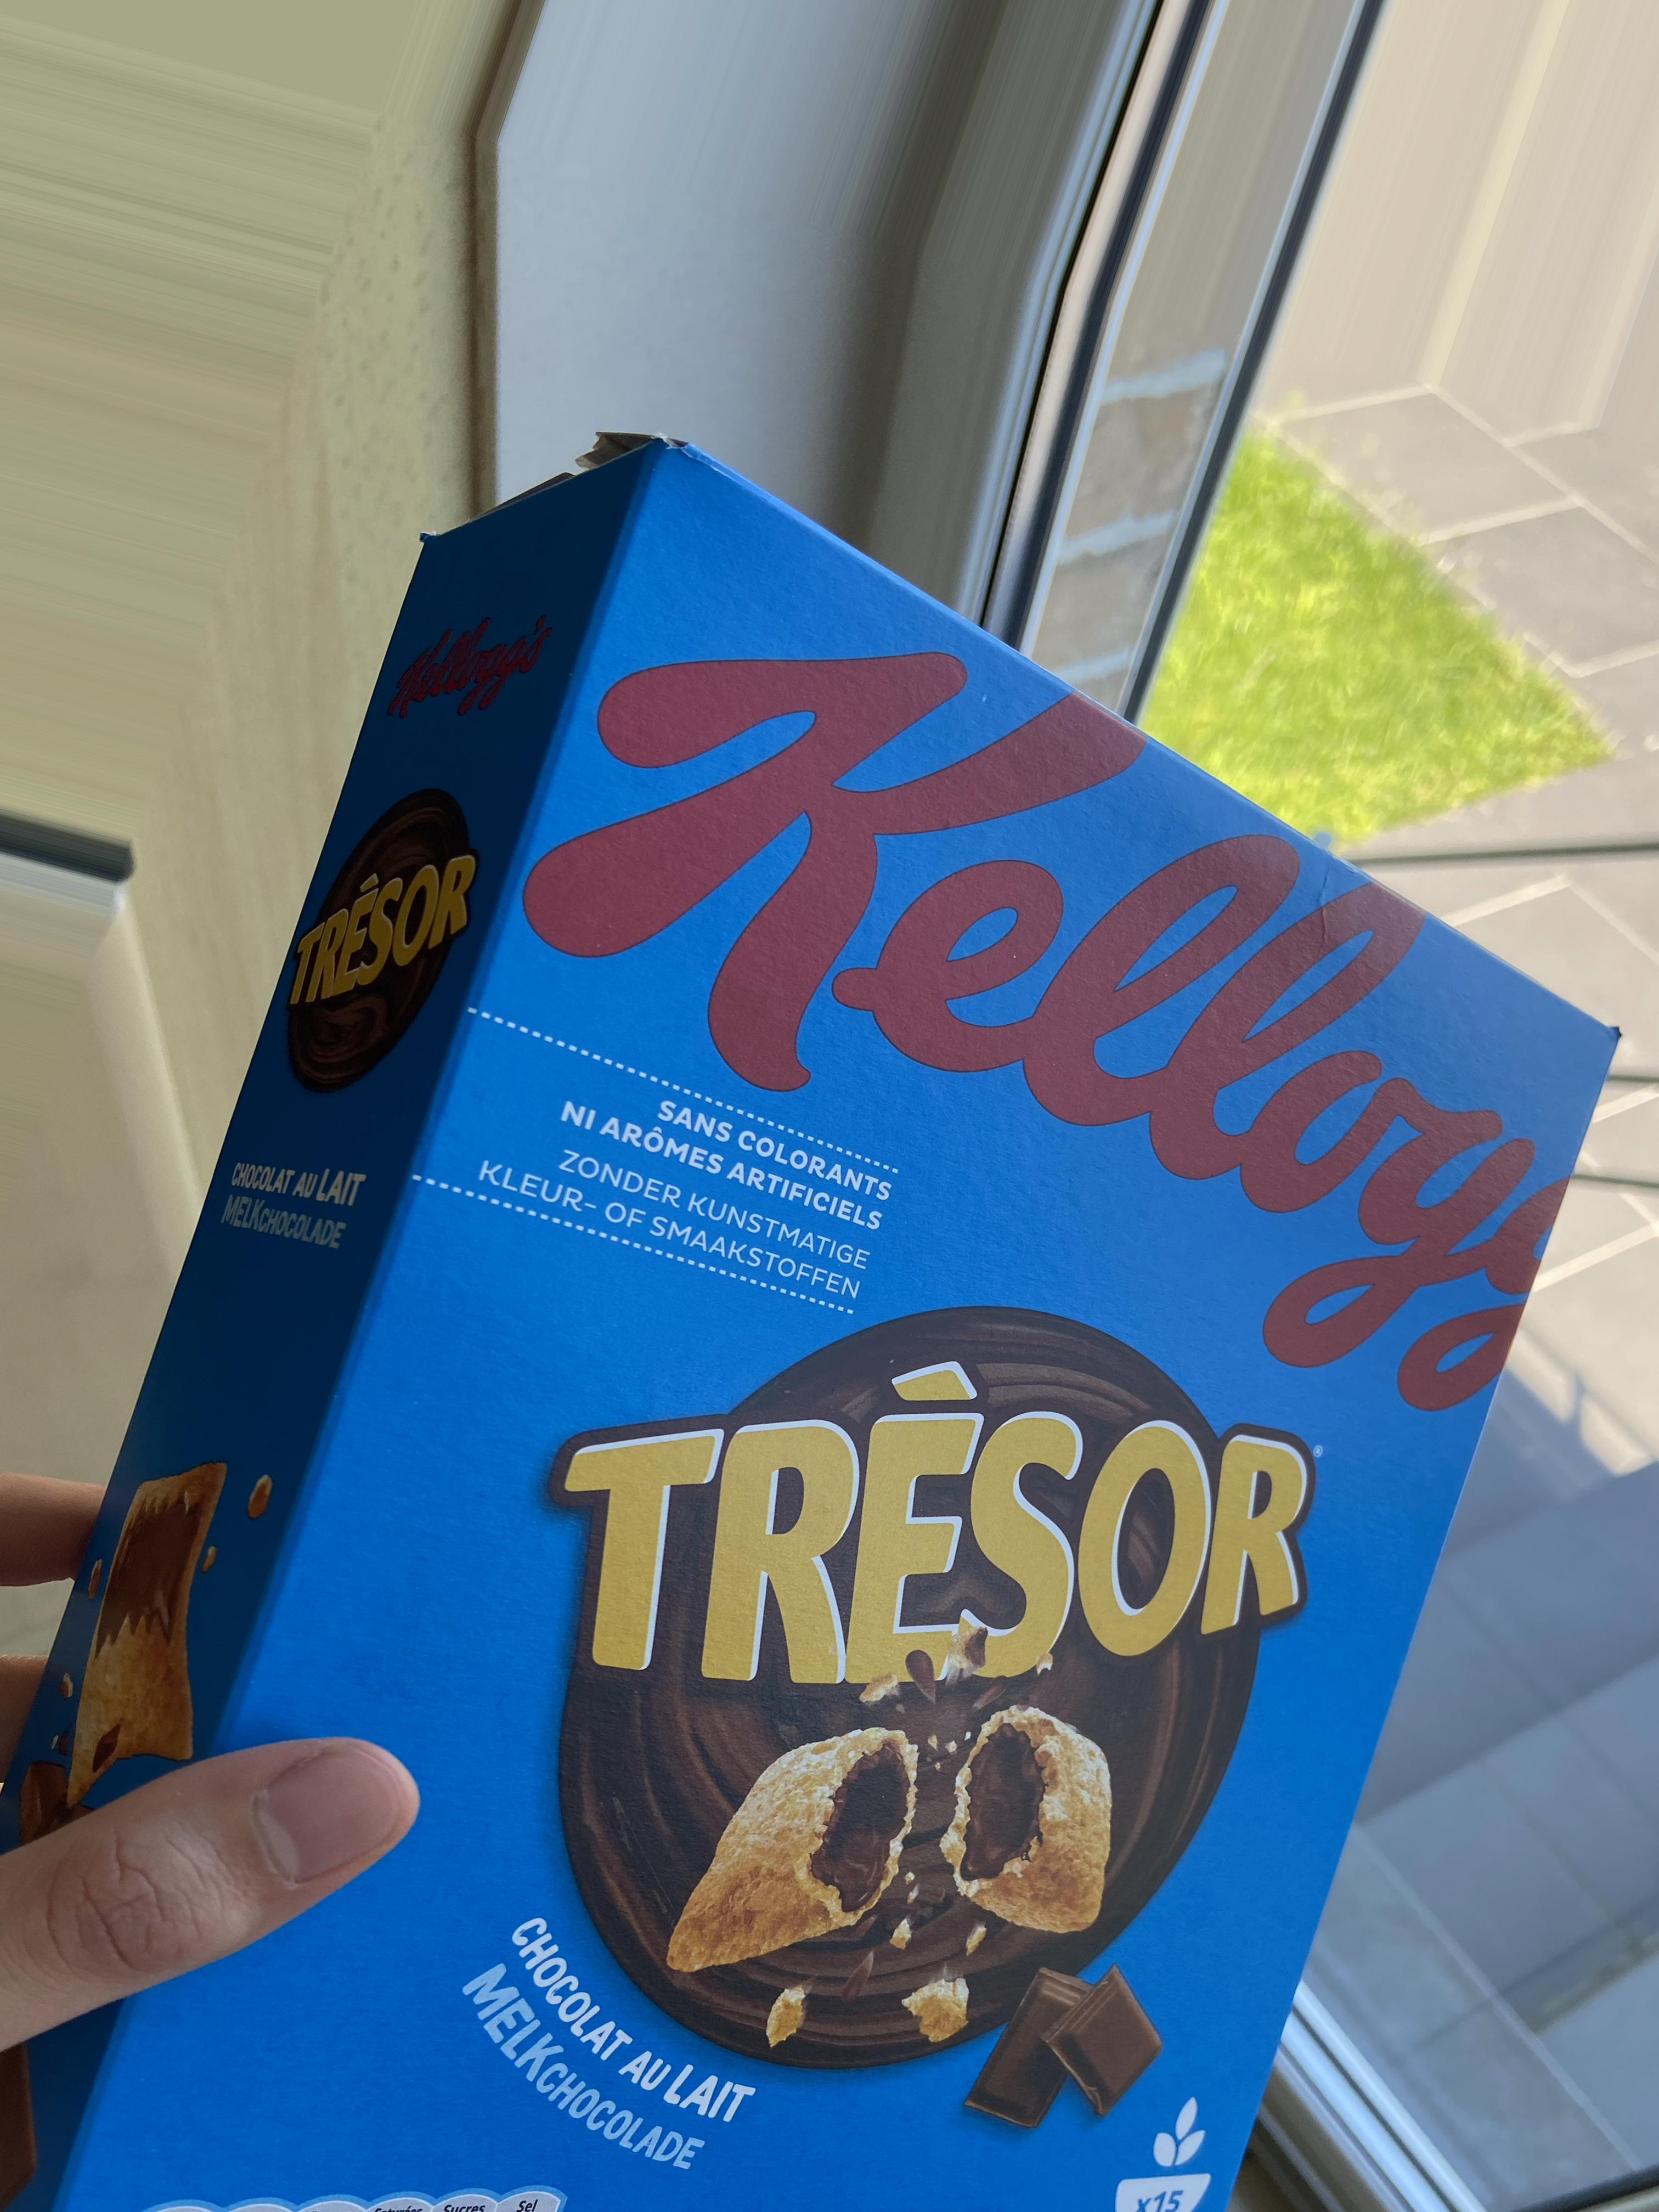 Kellogg's
TRÉSOR
CHOCOLAT AU LAIT
MELKCHOCOLADE
Kellogg
SANS COLORANTS
NI ARÔMES ARTIFICIELS
ZONDER KUNSTMATIGE
KLEUR- OF SMAAKSTOFFEN
TRÉSOR®
CHOCOLAT AU LAIT
MELKCHOCOLADE
Sucres
Sel
x15